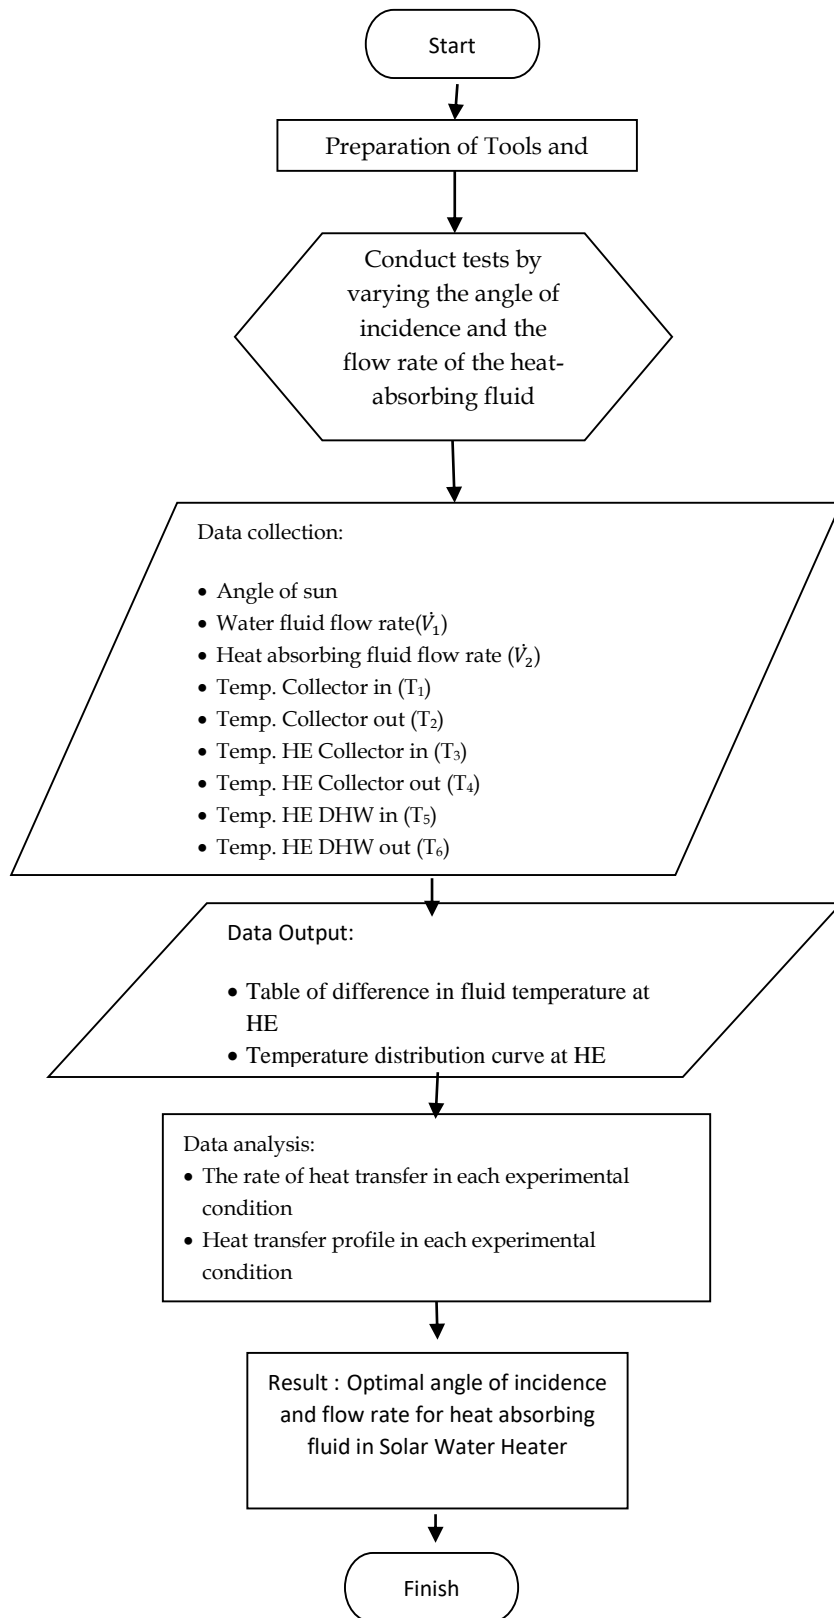 Start
Preparation of Tools and
Conduct tests by
varying the angle of
incidence and the
flow rate of the heat-
absorbing fluid
Data collection:
• Angle of sun
• Water fluid flow rate(V̇₁)
• Heat absorbing fluid flow rate (V̇₂)
• Temp. Collector in (T₁)
• Temp. Collector out (T₂)
• Temp. HE Collector in (T₃)
• Temp. HE Collector out (T₄)
• Temp. HE DHW in (T₅)
• Temp. HE DHW out (T₆)
Data Output:
• Table of difference in fluid temperature at
HE
• Temperature distribution curve at HE
Data analysis:
• The rate of heat transfer in each experimental
condition
• Heat transfer profile in each experimental
condition
Result : Optimal angle of incidence
and flow rate for heat absorbing
fluid in Solar Water Heater
Finish